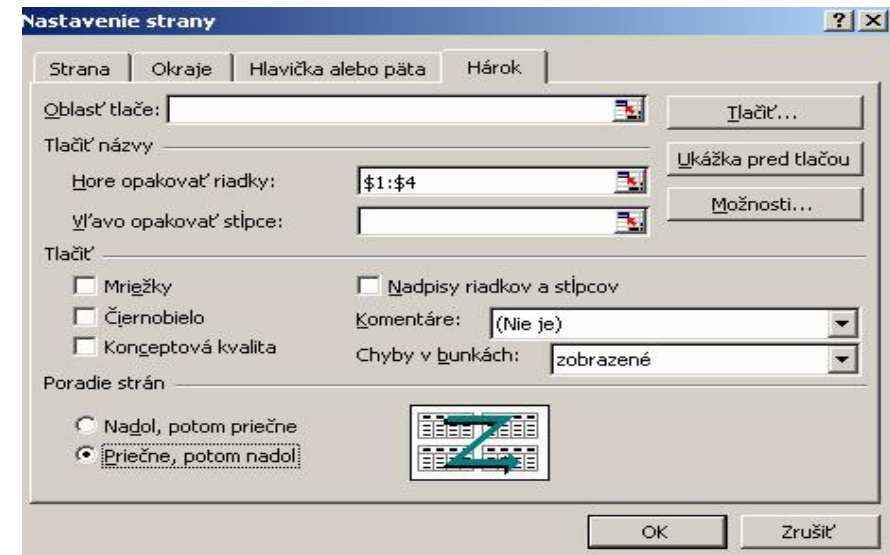 Nastavenie strany
Strana Okraje Hlavička alebo päta Hárok
Oblasť tlače: Tlačiť...
Tlačiť názvy
Ukážka pred tlačou
Hore opakovať riadky: $1:$4
Možnosti...
Vľavo opakovať stĺpce:
Tlačiť
Mriežky Nadpisy riadkov a stĺpcov
Čiernobielo Komentáre: (Nie je)
Konceptová kvalita Chyby v bunkách: zobrazené
Poradie strán
Nadol, potom priečne
Priečne, potom nadol
OK Zrušiť